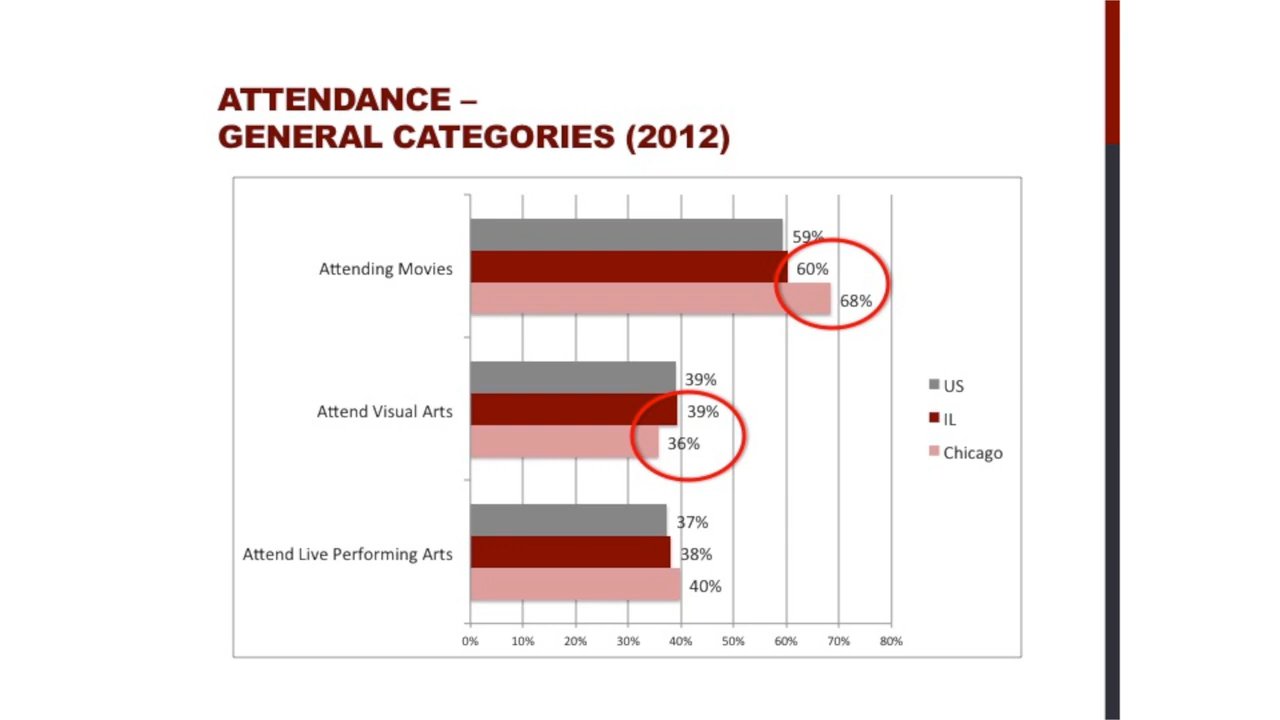 ATTENDANCE –
GENERAL CATEGORIES (2012)
59%
Attending Movies
60%
68%
39%
US
Attend Visual Arts
39%
IL
36%
Chicago
37%
Attend Live Performing Arts
38%
40%
0% 10% 20% 30% 40% 50% 60% 70% 80%